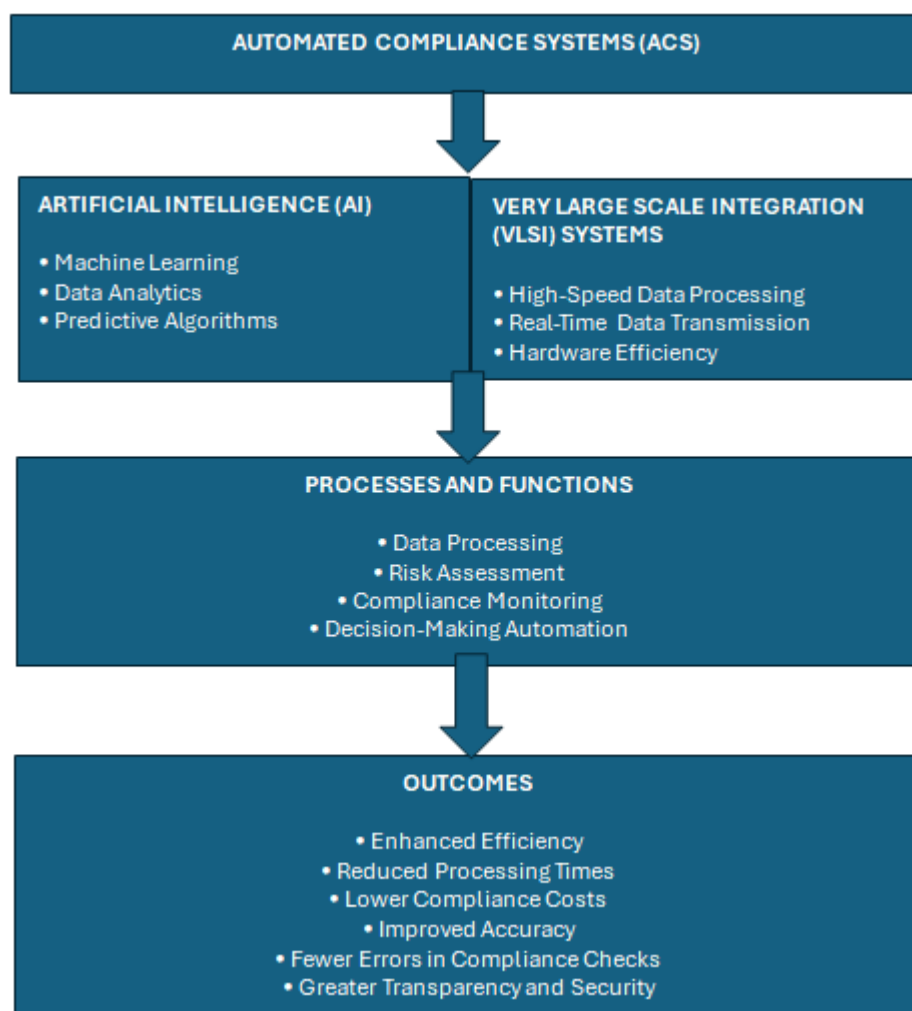 AUTOMATED COMPLIANCE SYSTEMS (ACS)
ARTIFICIAL INTELLIGENCE (AI)
• Machine Learning
• Data Analytics
• Predictive Algorithms
VERY LARGE SCALE INTEGRATION
(VLSI) SYSTEMS
• High-Speed Data Processing
• Real-Time Data Transmission
• Hardware Efficiency
PROCESSES AND FUNCTIONS
• Data Processing
• Risk Assessment
• Compliance Monitoring
• Decision-Making Automation
OUTCOMES
• Enhanced Efficiency
• Reduced Processing Times
• Lower Compliance Costs
• Improved Accuracy
• Fewer Errors in Compliance Checks
• Greater Transparency and Security